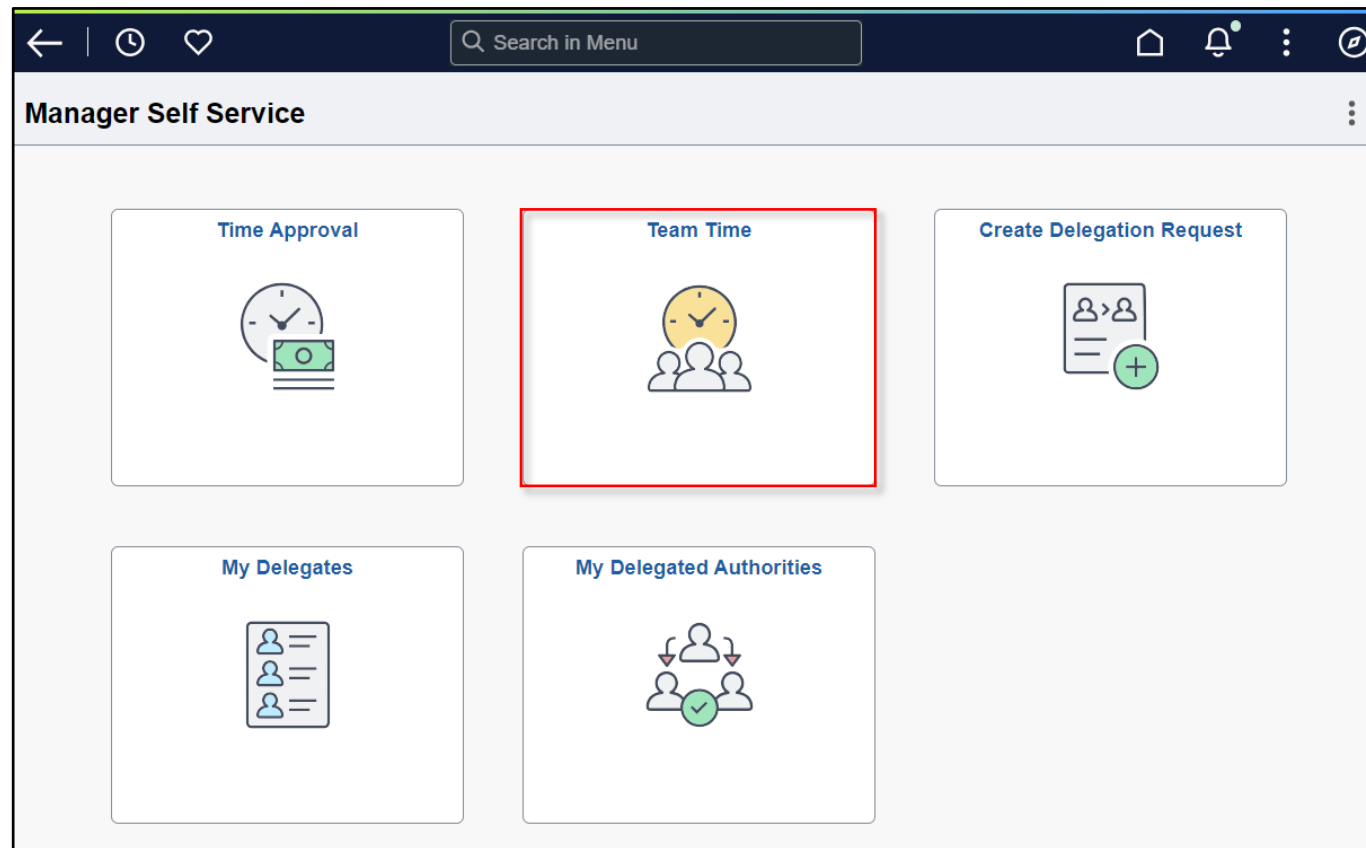 Search in Menu
Manager Self Service
Time Approval
Team Time
Create Delegation Request
My Delegates
My Delegated Authorities